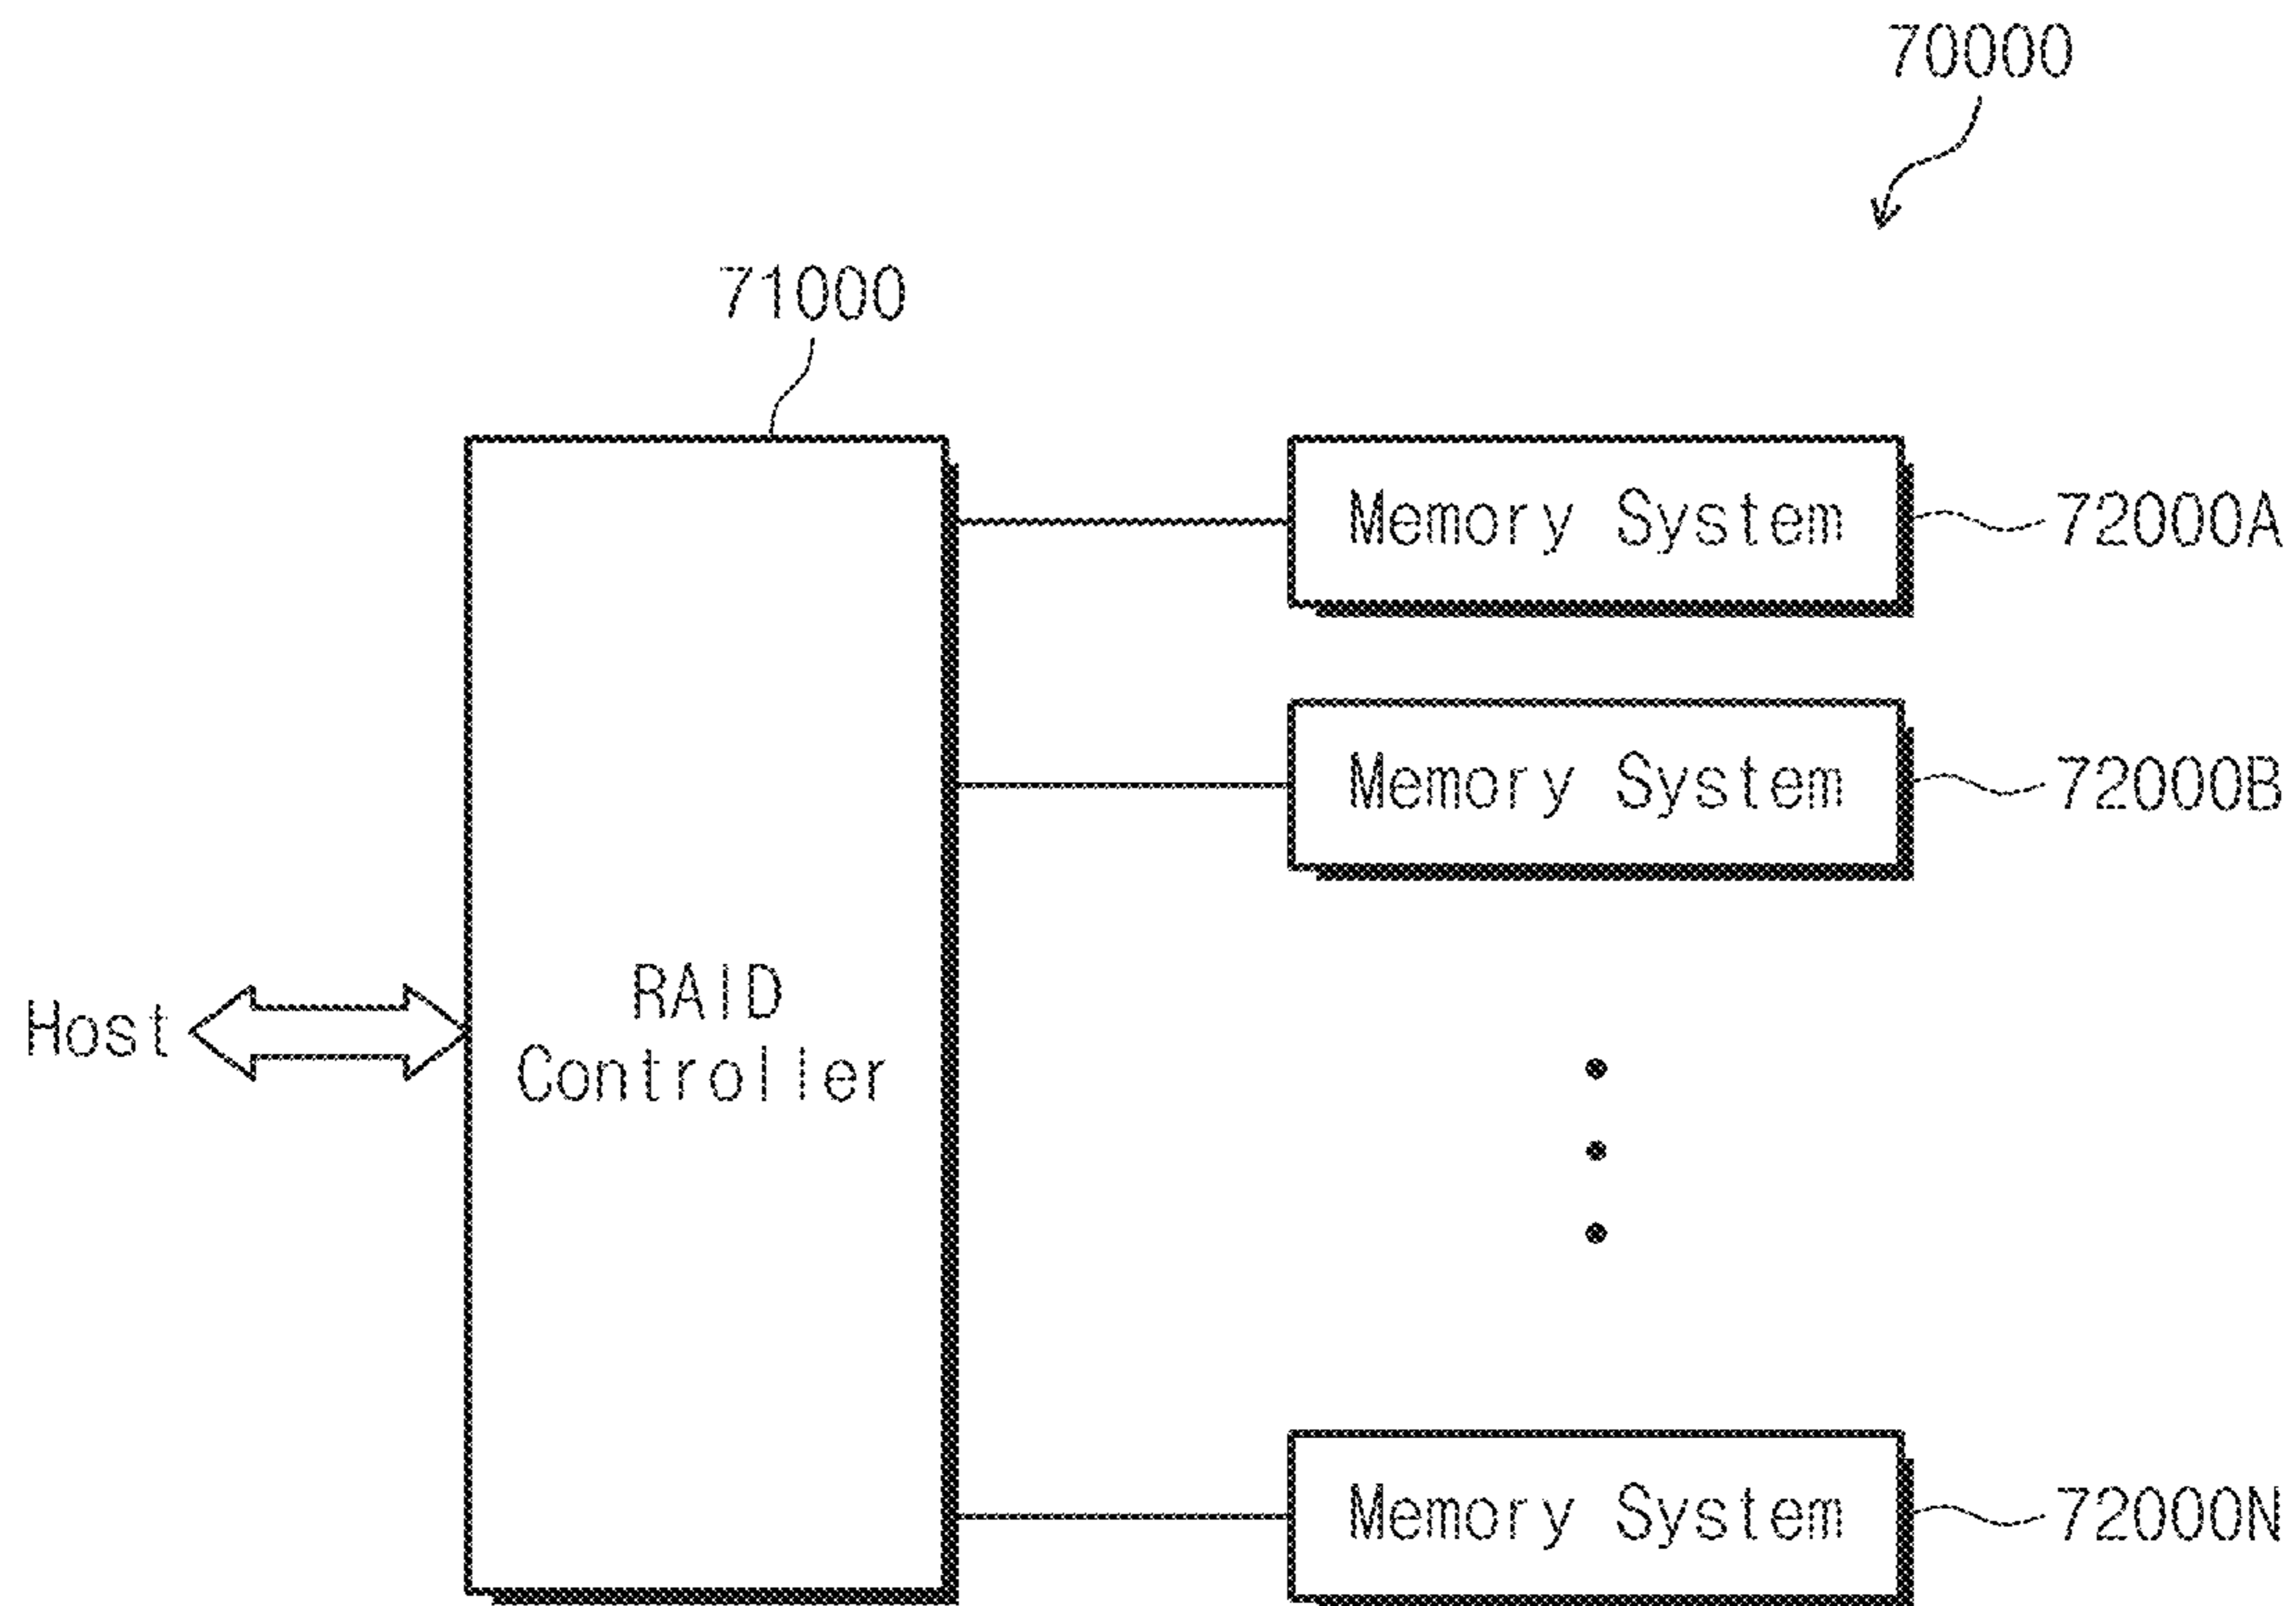 70000
71000
Memory System
72000A
Memory System
72000B
Host
RAID
Controller
Memory System
72000N